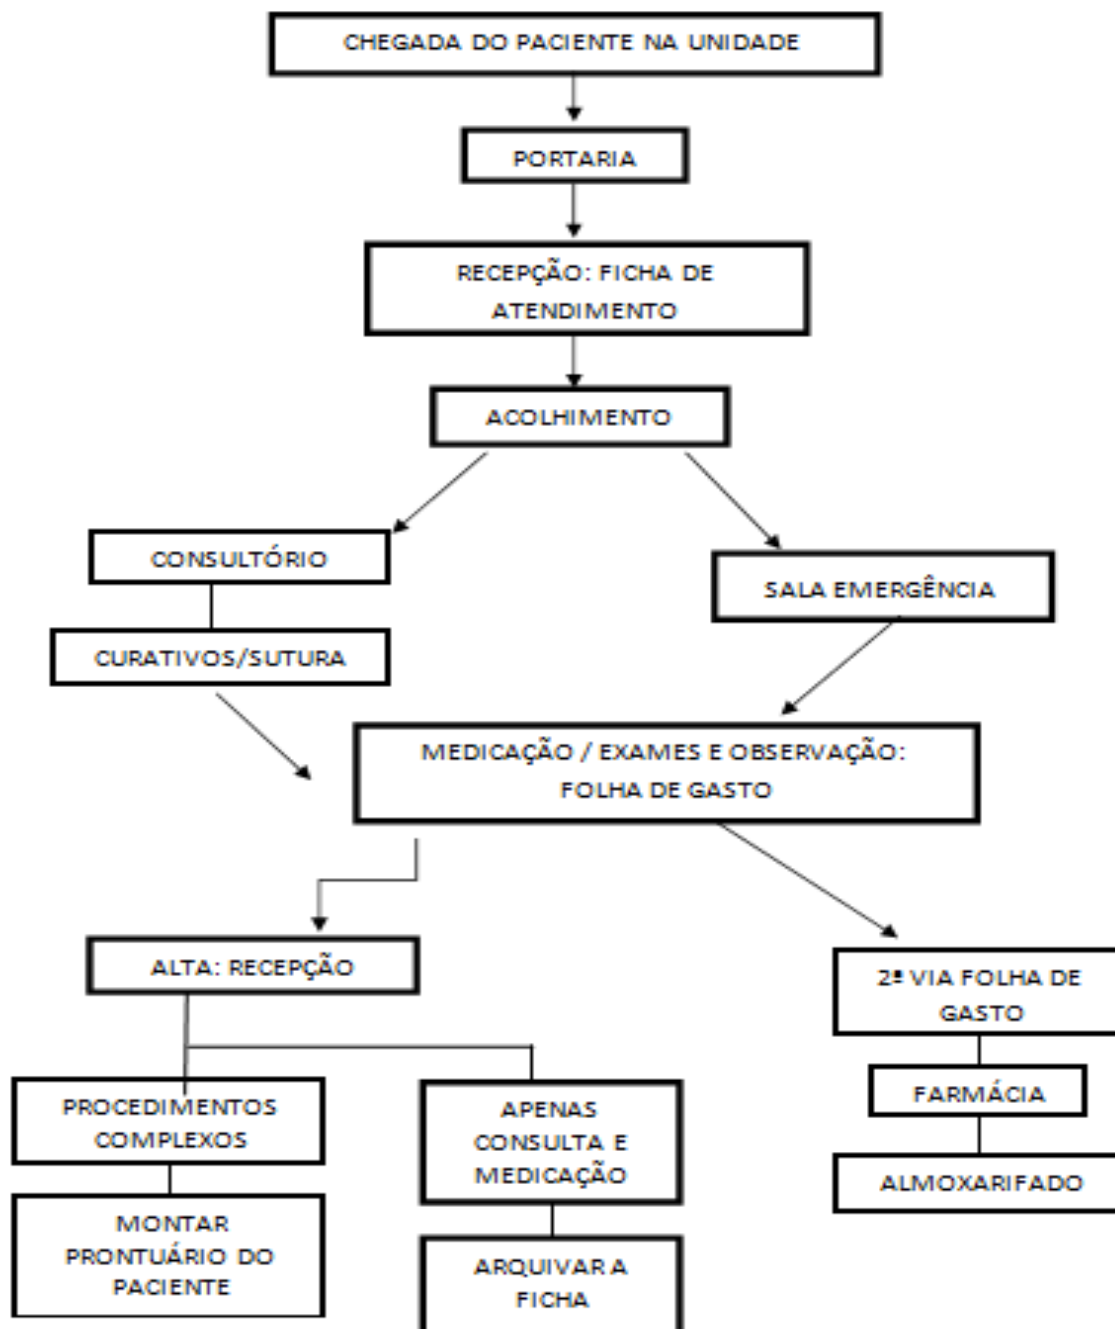 CHEGADA DO PACIENTE NA UNIDADE
PORTARIA
RECEPÇÃO: FICHA DE
ATENDIMENTO
ACOLHIMENTO
CONSULTÓRIO
SALA EMERGÊNCIA
CURATIVOS/SUTURA
MEDICAÇÃO / EXAMES E OBSERVAÇÃO:
FOLHA DE GASTO
ALTA: RECEPÇÃO
2ª VIA FOLHA DE
GASTO
PROCEDIMENTOS
COMPLEXOS
APENAS
CONSULTA E
MEDICAÇÃO
FARMÁCIA
ALMOXARIFADO
MONTAR
PRONTUÁRIO DO
PACIENTE
ARQUIVAR A
FICHA